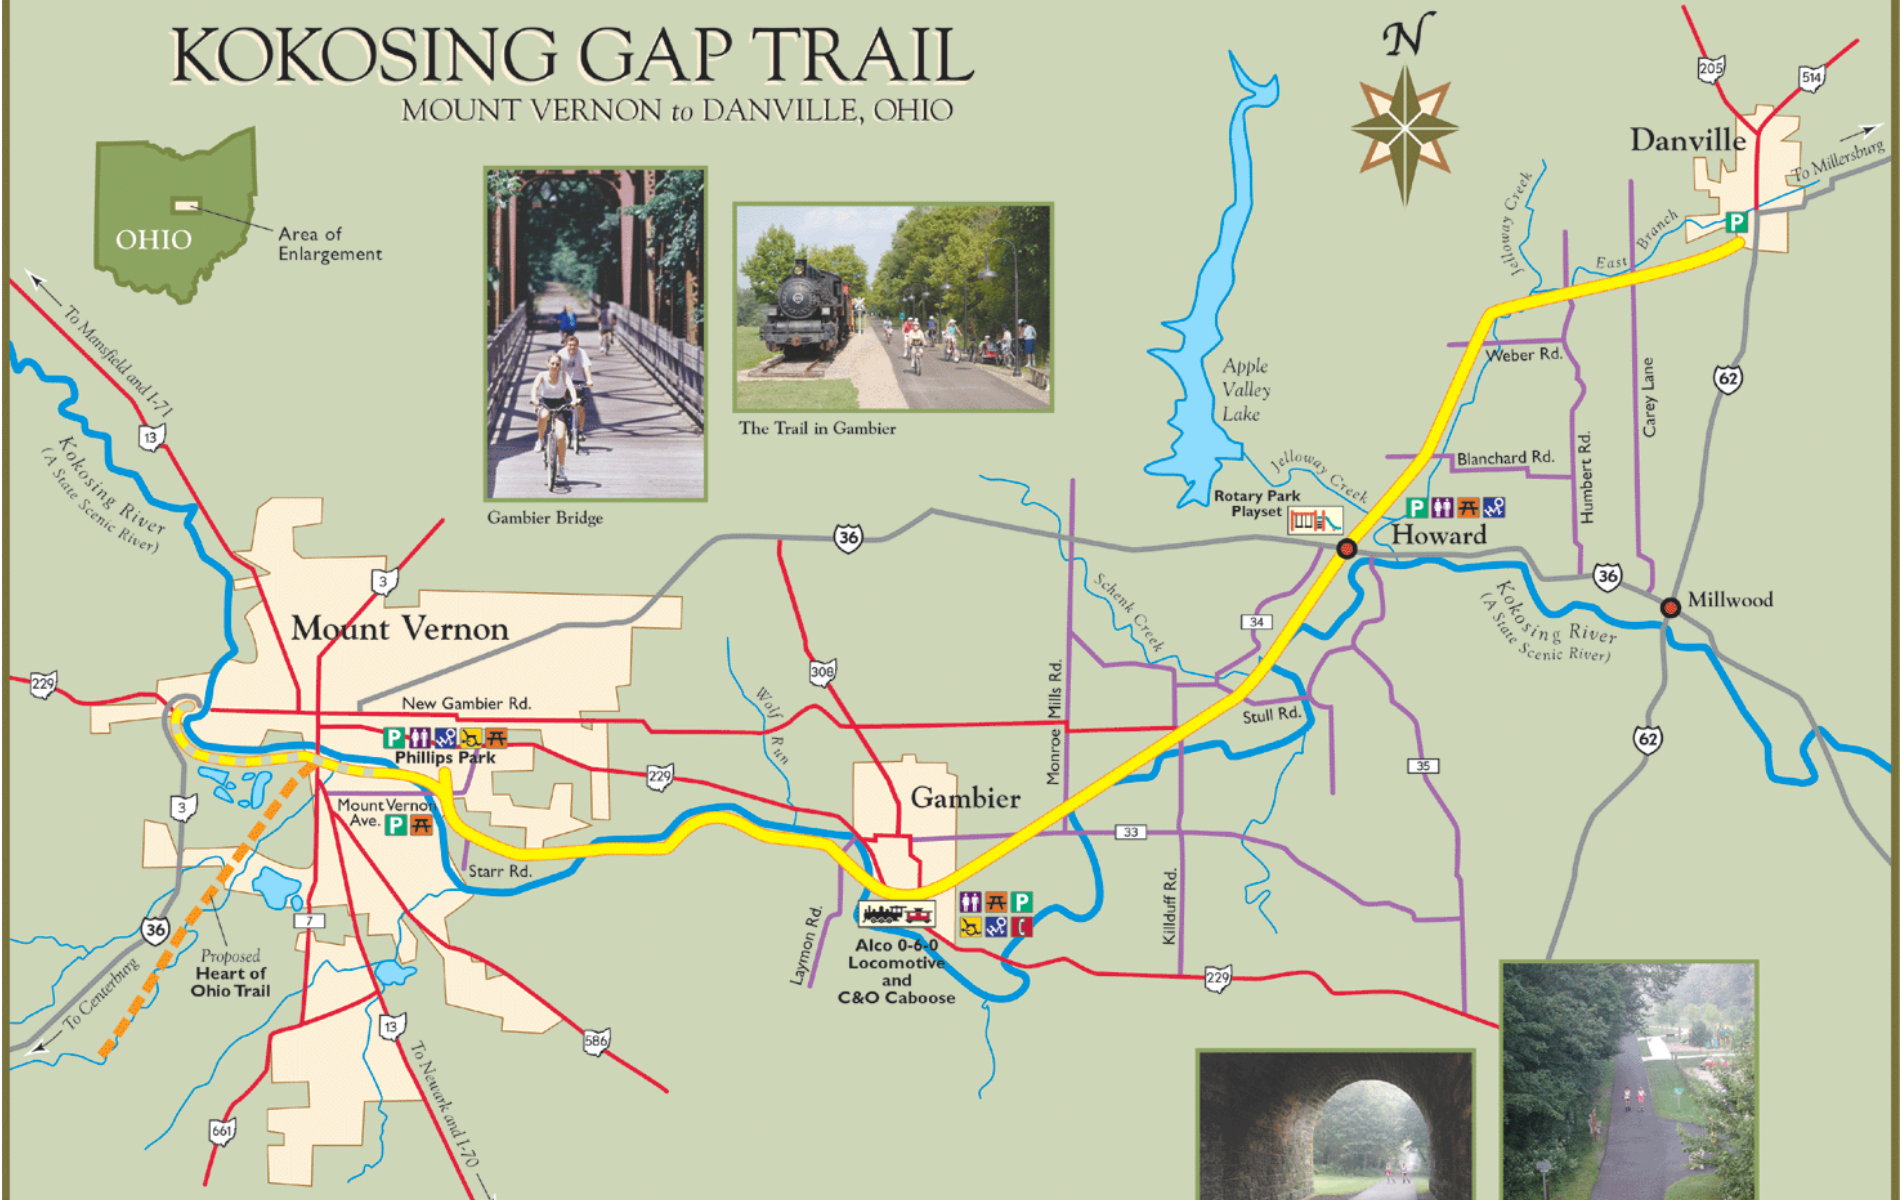 KOKOSING GAP TRAIL
MOUNT VERNON to DANVILLE, OHIO
N
205
514
Danville
To Millersburg
P
OHIO
Area of
Enlargement
Jelloway Creek
East Branch
To Mansfield and I-71
13
Kokosing River
(A State Scenic River)
Gambier Bridge
The Trail in Gambier
Apple
Valley
Lake
Weber Rd.
Carey Lane
62
Blanchard Rd.
Humbert Rd.
Jelloway Creek
Rotary Park
Playset
P
H₂O
Howard
36
36
3
Mount Vernon
Schenk Creek
Kokosing River
(A State Scenic River)
Millwood
34
229
308
New Gambier Rd.
Wolf Run
Monroe Mills Rd.
Stull Rd.
62
P
H₂O
Phillips Park
229
35
3
Mount Vernon
Ave.
P
Gambier
33
Starr Rd.
Killduff Rd.
Laymon Rd.
P
H₂O
36
7
Proposed
Heart of
Ohio Trail
To Centerburg
Alco 0-6-0
Locomotive
and
C&O Caboose
229
13
586
To Newark and I-70
661